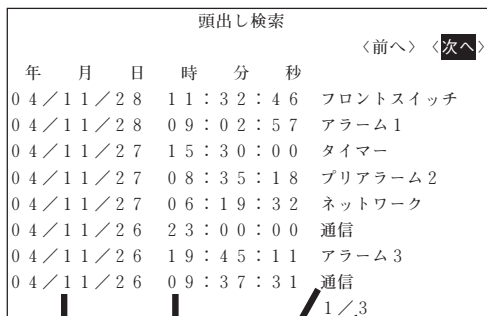 頭出し検索
〈前へ〉〈次へ〉
年 月 日 時 分 秒
04/11/28 11:32:46 フロントスイッチ
04/11/28 09:02:57 アラーム1
04/11/27 15:30:00 タイマー
04/11/27 08:35:18 プリアラーム2
04/11/27 06:19:32 ネットワーク
04/11/26 23:00:00 通信
04/11/26 19:45:11 アラーム3
04/11/26 09:37:31 通信
1/3